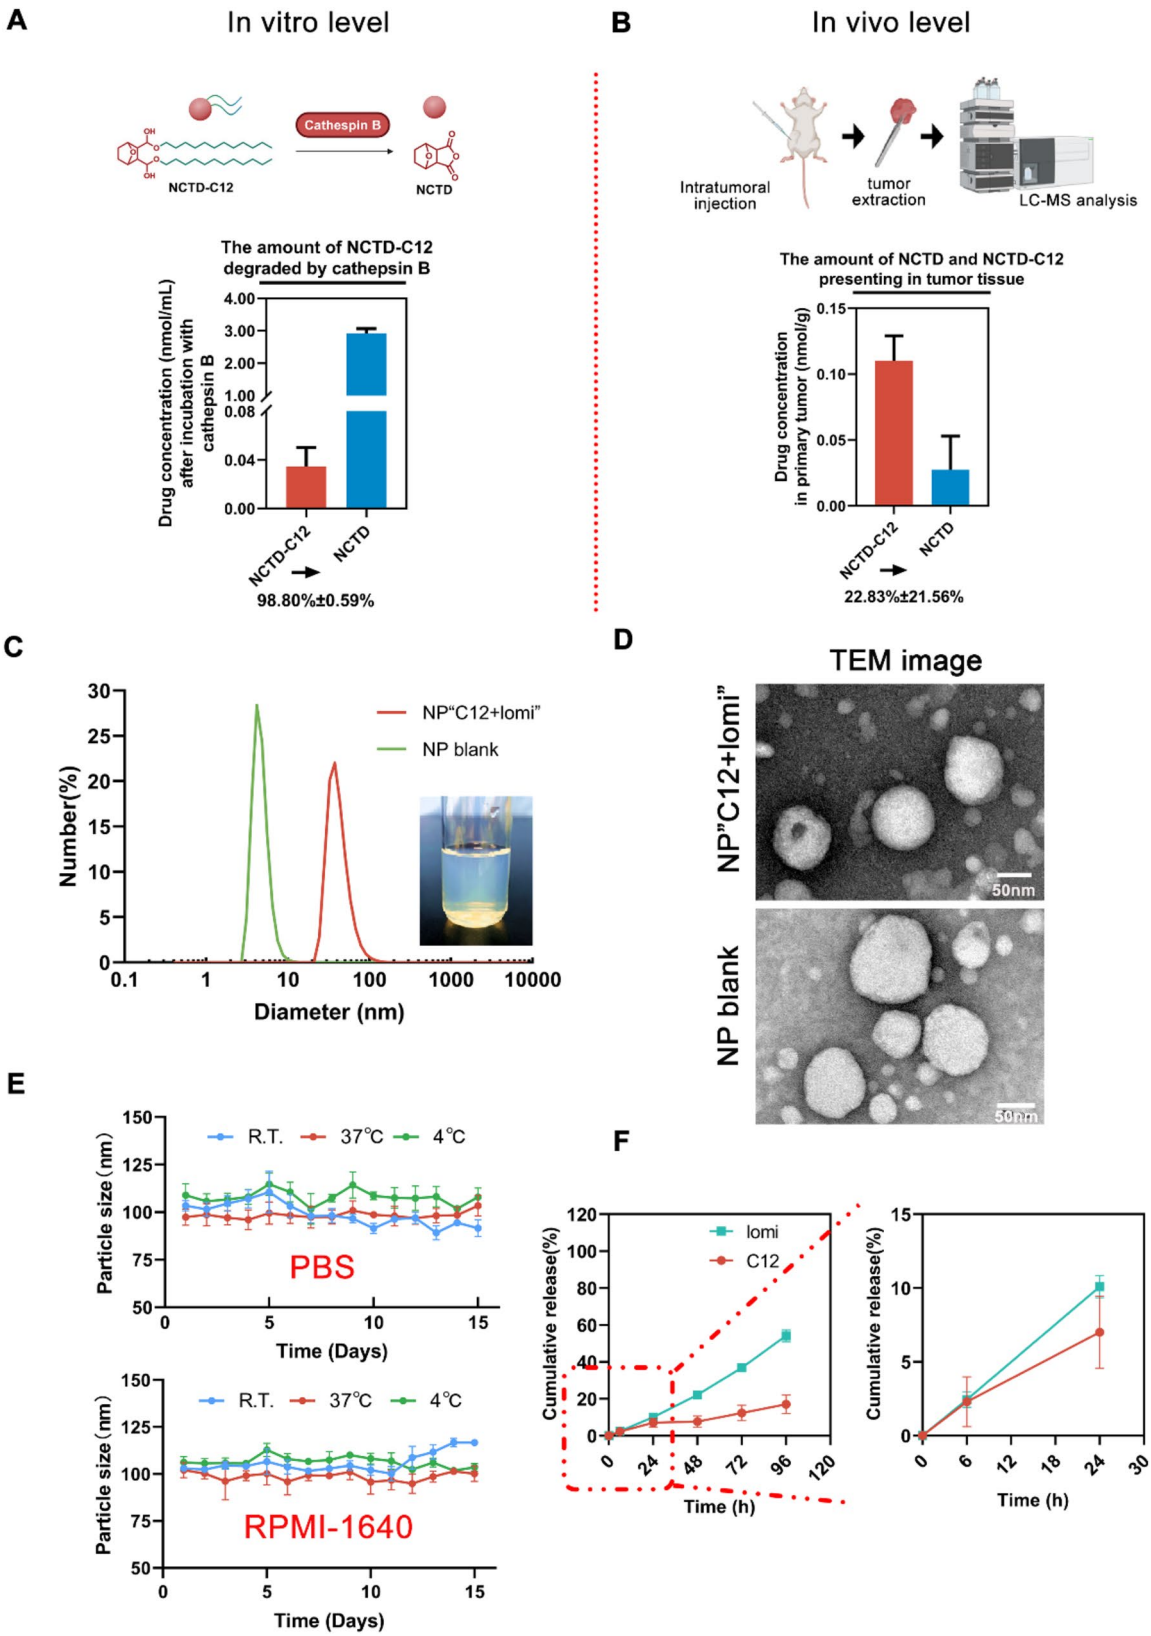 A
In vitro level
OH
O
O
O
OH
NCTD-C12
Cathespin B
O
O
O
O
NCTD
The amount of NCTD-C12
degraded by cathepsin B
Drug concentration (nmol/mL)
after incubation with
cathepsin B
4.00
3.00
2.00
1.00
0.08
0.04
0.00
NCTD-C12
NCTD
98.80%±0.59%
B
In vivo level
Intratumoral
injection
tumor
extraction
LC-MS analysis
The amount of NCTD and NCTD-C12
presenting in tumor tissue
Drug concentration
in primary tumor (nmol/g)
0.15
0.10
0.05
0.00
NCTD-C12
NCTD
22.83%±21.56%
C
Number(%)
30
25
20
15
10
5
0
0.1 1 10 100 1000 10000
Diameter (nm)
NP“C12+lomi”
NP blank
D
TEM image
NP”C12+lomi”
50nm
NP blank
50nm
E
Particle size (nm)
150
125
100
75
50
R.T. 37°C 4°C
PBS
0 5 10 15
Time (Days)
Particle size (nm)
150
125
100
75
50
R.T. 37°C 4°C
RPMI-1640
0 5 10 15
Time (Days)
F
Cumulative release(%)
120
100
80
60
40
20
0
lomi
C12
0 24 48 72 96 120
Time (h)
Cumulative release(%)
15
10
5
0
0 6 12 18 24 30
Time (h)